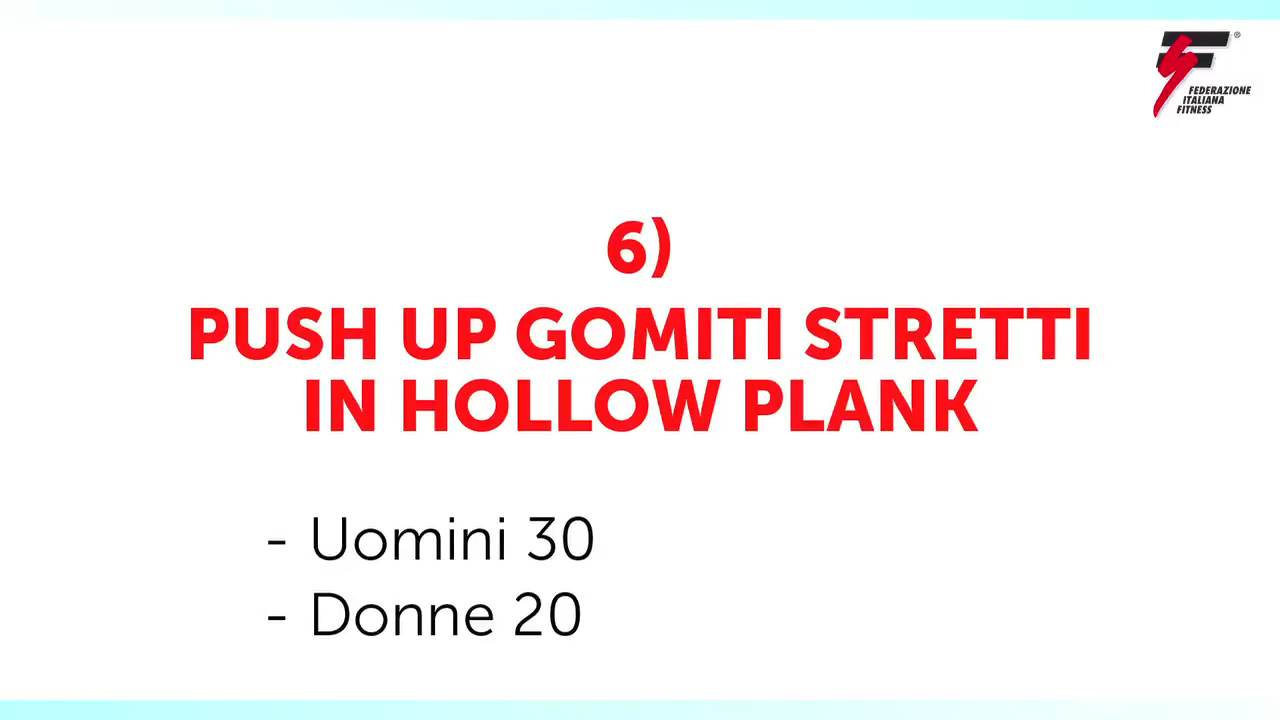 ®
FEDERAZIONE
ITALIANA
FITNESS
6)
PUSH UP GOMITI STRETTI
IN HOLLOW PLANK
- Uomini 30
- Donne 20